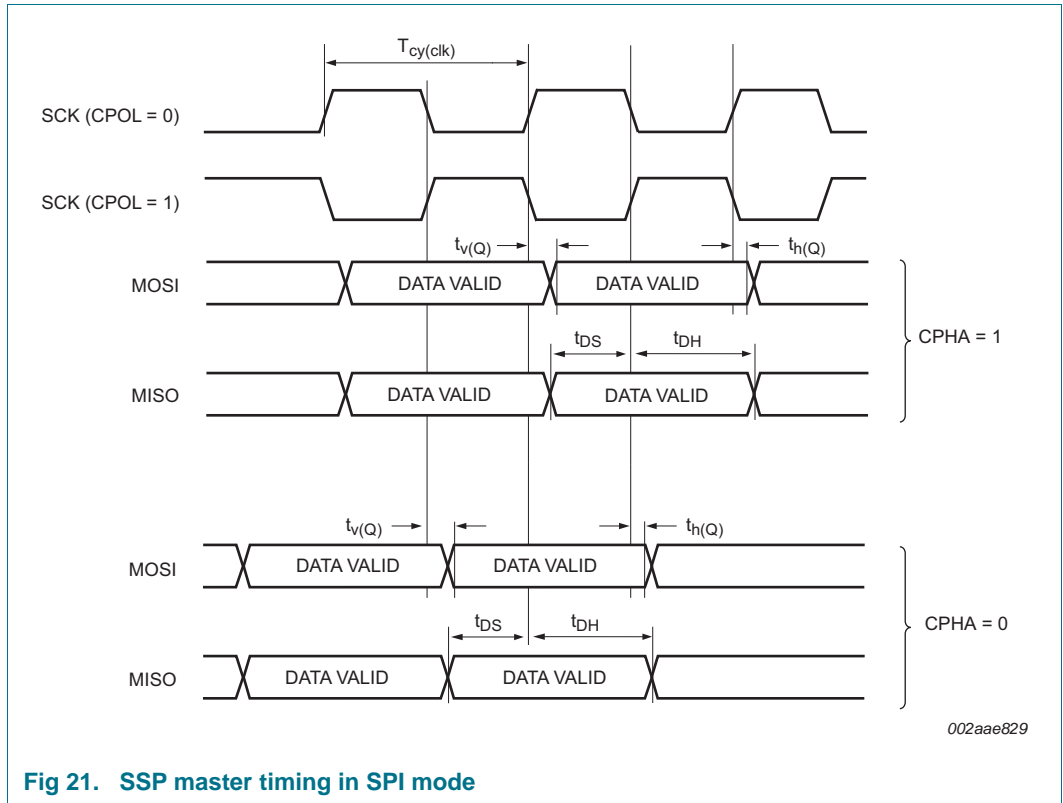 Tcy(clk)
SCK (CPOL = 0)
SCK (CPOL = 1)
tv(Q) th(Q)
MOSI DATA VALID DATA VALID
CPHA = 1
tDS tDH
MISO DATA VALID DATA VALID
tv(Q) th(Q)
MOSI DATA VALID DATA VALID
CPHA = 0
tDS tDH
MISO DATA VALID DATA VALID
002aae829
Fig 21. SSP master timing in SPI mode